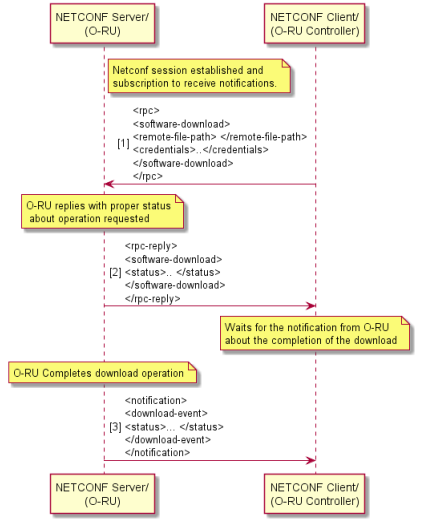 NETCONF Server/
(O-RU)
NETCONF Client/
(O-RU Controller)
Netconf session established and
subscription to receive notifications.
<rpc>
<software-download>
<remote-file-path> </remote-file-path>
[1] <credentials>..</credentials>
</software-download>
</rpc>
O-RU replies with proper status
about operation requested
<rpc-reply>
<software-download>
[2] <status>.. </status>
</software-download>
</rpc-reply>
Waits for the notification from O-RU
about the completion of the download
O-RU Completes download operation
<notification>
<download-event>
[3] <status>... </status>
</download-event>
</notification>
NETCONF Server/
(O-RU)
NETCONF Client/
(O-RU Controller)